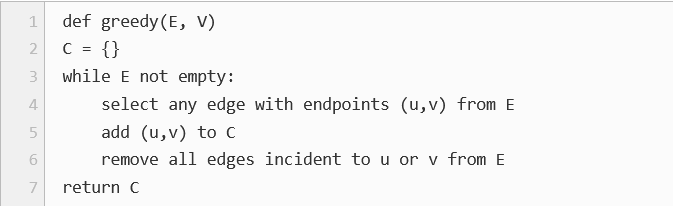 1 def greedy(E, V)
2 C = {}
3 while E not empty:
4     select any edge with endpoints (u,v) from E
5     add (u,v) to C
6     remove all edges incident to u or v from E
7 return C